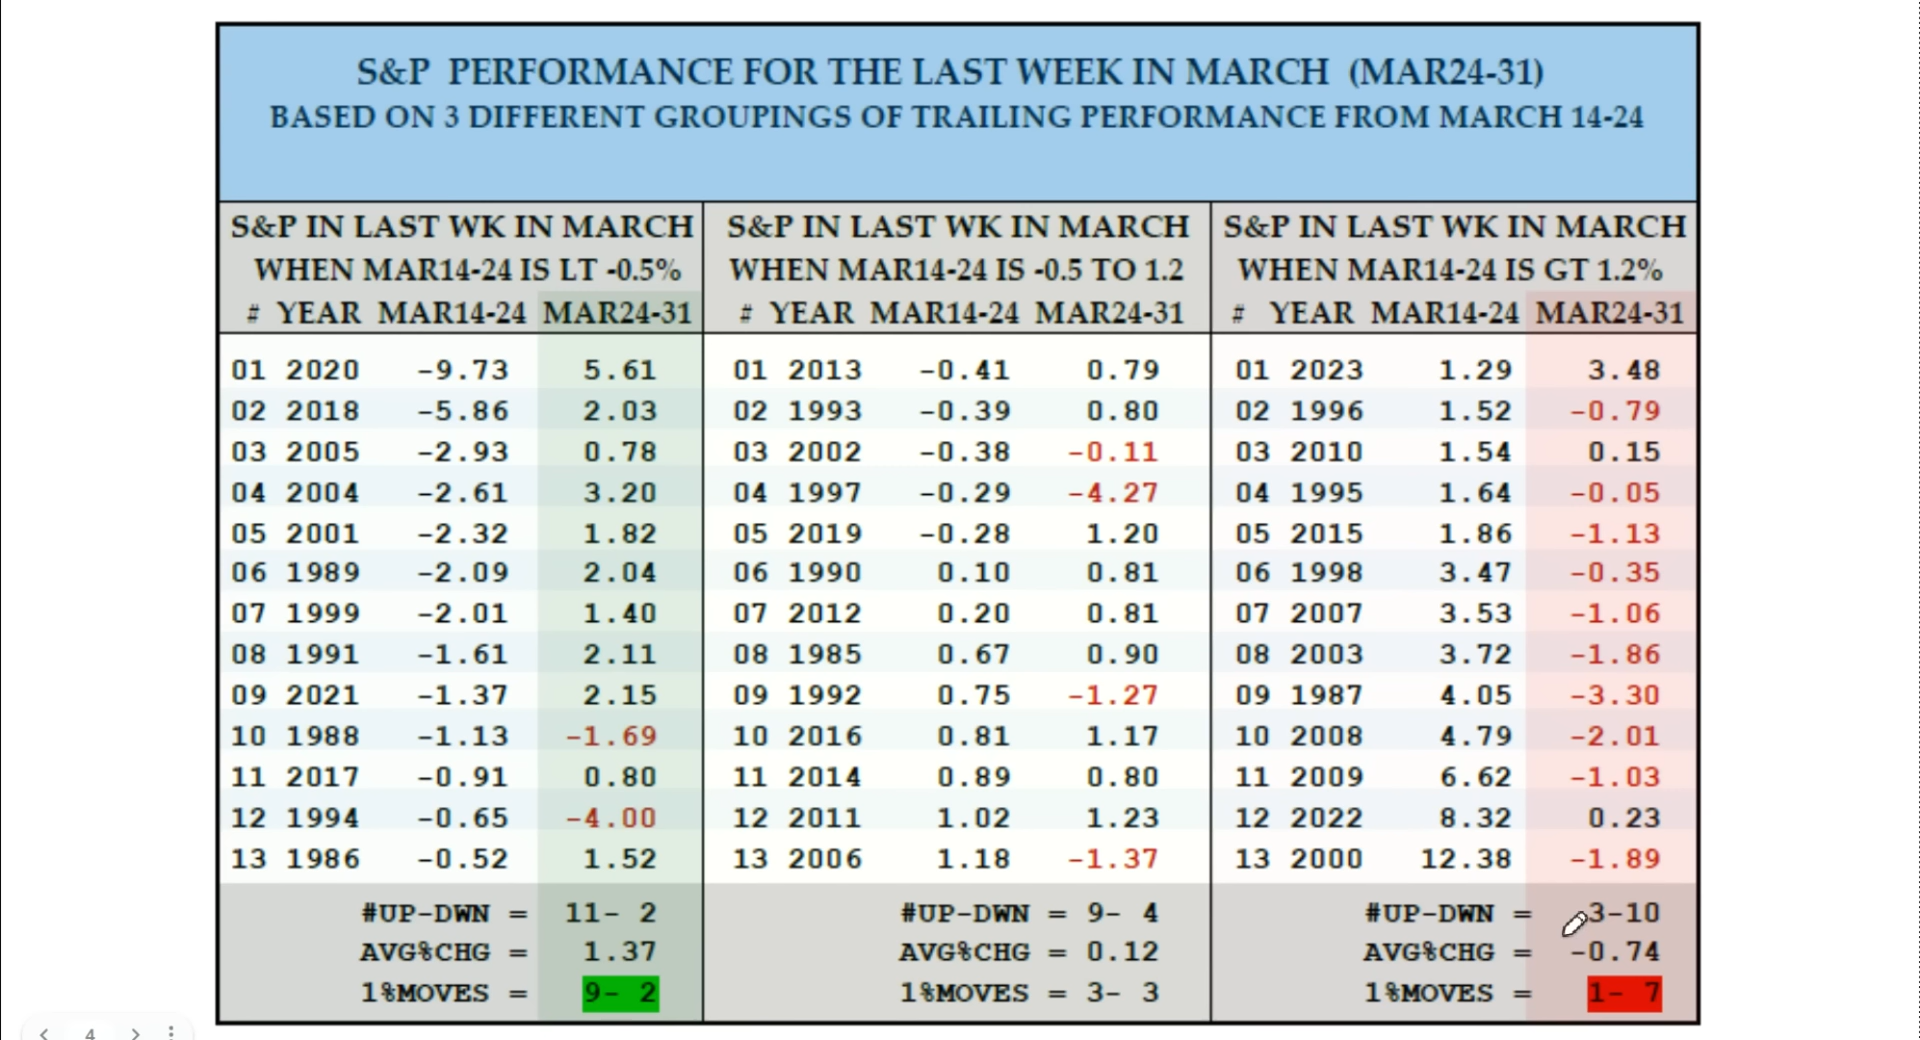 S&P PERFORMANCE FOR THE LAST WEEK IN MARCH (MAR24-31)
BASED ON 3 DIFFERENT GROUPINGS OF TRAILING PERFORMANCE FROM MARCH 14-24
S&P IN LAST WK IN MARCH
WHEN MAR14-24 IS LT -0.5%
# YEAR MAR14-24 MAR24-31
01 2020 -9.73 5.61
02 2018 -5.86 2.03
03 2005 -2.93 0.78
04 2004 -2.61 3.20
05 2001 -2.32 1.82
06 1989 -2.09 2.04
07 1999 -2.01 1.40
08 1991 -1.61 2.11
09 2021 -1.37 2.15
10 1988 -1.13 -1.69
11 2017 -0.91 0.80
12 1994 -0.65 -4.00
13 1986 -0.52 1.52
#UP-DWN = 11- 2
AVG%CHG = 1.37
1%MOVES = 9- 2
S&P IN LAST WK IN MARCH
WHEN MAR14-24 IS -0.5 TO 1.2
# YEAR MAR14-24 MAR24-31
01 2013 -0.41 0.79
02 1993 -0.39 0.80
03 2002 -0.38 -0.11
04 1997 -0.29 -4.27
05 2019 -0.28 1.20
06 1990 0.10 0.81
07 2012 0.20 0.81
08 1985 0.67 0.90
09 1992 0.75 -1.27
10 2016 0.81 1.17
11 2014 0.89 0.80
12 2011 1.02 1.23
13 2006 1.18 -1.37
#UP-DWN = 9- 4
AVG%CHG = 0.12
1%MOVES = 3- 3
S&P IN LAST WK IN MARCH
WHEN MAR14-24 IS GT 1.2%
# YEAR MAR14-24 MAR24-31
01 2023 1.29 3.48
02 1996 1.52 -0.79
03 2010 1.54 0.15
04 1995 1.64 -0.05
05 2015 1.86 -1.13
06 1998 3.47 -0.35
07 2007 3.53 -1.06
08 2003 3.72 -1.86
09 1987 4.05 -3.30
10 2008 4.79 -2.01
11 2009 6.62 -1.03
12 2022 8.32 0.23
13 2000 12.38 -1.89
#UP-DWN = 3-10
AVG%CHG = -0.74
1%MOVES = 1- 7
4